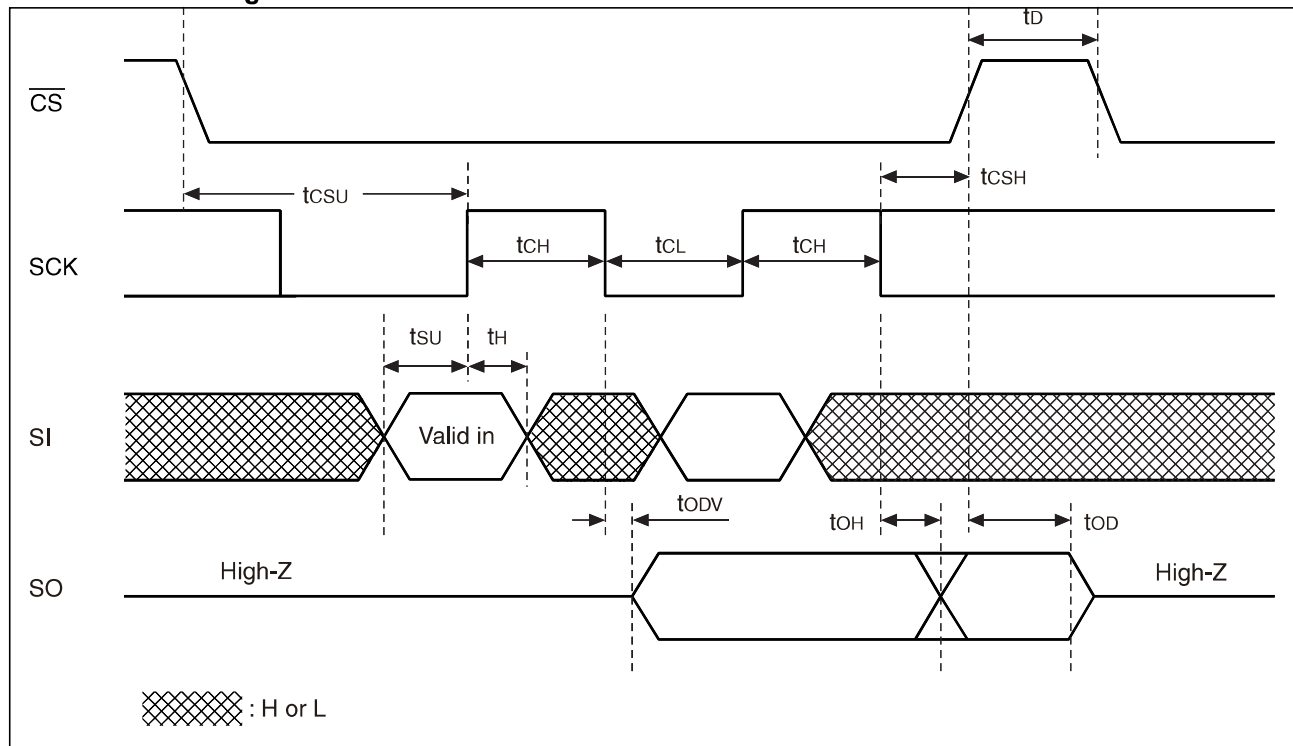 tD
CS
tCSH
tCSU
tCH
tCL
tCH
SCK
tSU
tH
SI
Valid in
tODV
tOH
tOD
High-Z
High-Z
SO
: H or L